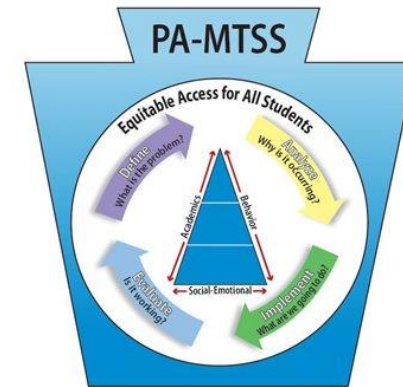 PA-MTSS
Equitable Access for All Students
Define
What is the problem?
Analyze
Why is it occurring?
Implement
What are we going to do?
Evaluate
Is it working?
Academics
Behavior
Social-Emotional